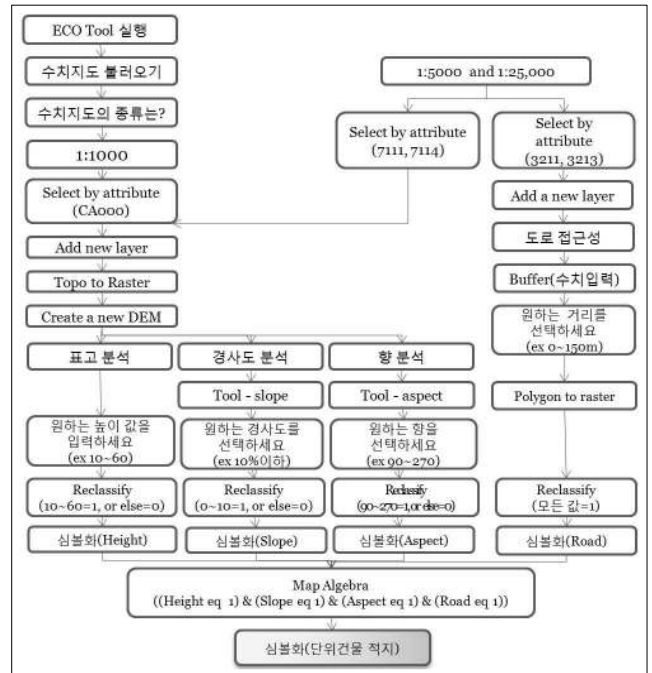 ECO Tool 실행
수치지도 불러오기
수치지도의 종류는?
1:1000
Select by attribute
(CA000)
Add new layer
Topo to Raster
Create a new DEM
1:5000 and 1:25,000
Select by attribute
(7111, 7114)
Select by
attribute
(3211, 3213)
Add a new layer
도로 접근성
Buffer(수치입력)
원하는 거리를
선택하세요
(ex 0~150m)
Polygon to raster
표고 분석
경사도 분석
향 분석
Tool - slope
Tool - aspect
원하는 높이 값을
입력하세요
(ex 10~60)
원하는 경사도를
선택하세요
(ex 10%이하)
원하는 향을
선택하세요
(ex 90~270)
Reclassify
(10~60=1, or else=0)
Reclassify
(0~10=1, or else=0)
Reclassify
(90~270=1, or else=0)
Reclassify
(모든 값=1)
심볼화(Height)
심볼화(Slope)
심볼화(Aspect)
심볼화(Road)
Map Algebra
((Height eq 1) & (Slope eq 1) & (Aspect eq 1) & (Road eq 1))
심볼화(단위건물 적지)